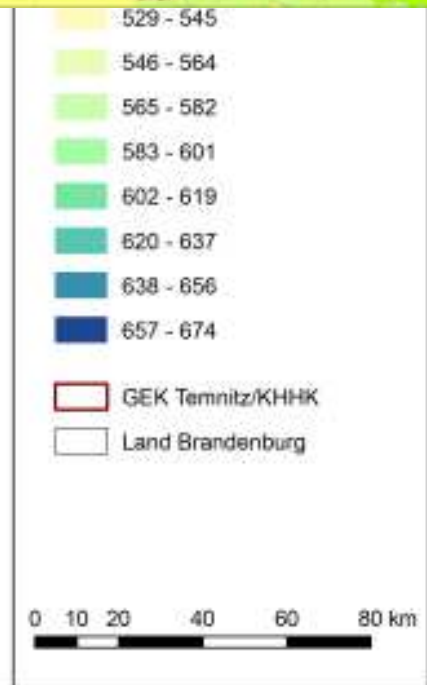 529 - 545
546 - 564
565 - 582
583 - 601
602 - 619
620 - 637
638 - 656
657 - 674
GEK Temnitz/KHHK
Land Brandenburg
0 10 20 40 60 80 km